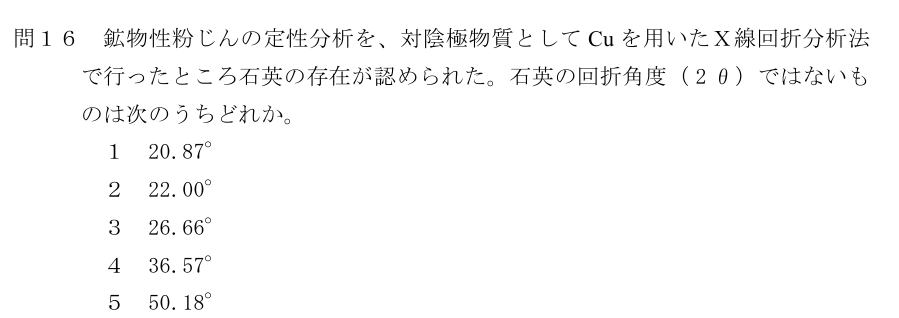 問１６　鉱物性粉じんの定性分析を、対陰極物質として Cu を用いたＸ線回折分析法
で行ったところ石英の存在が認められた。石英の回折角度（２θ）ではないも
のは次のうちどれか。
１　20.87°
２　22.00°
３　26.66°
４　36.57°
５　50.18°